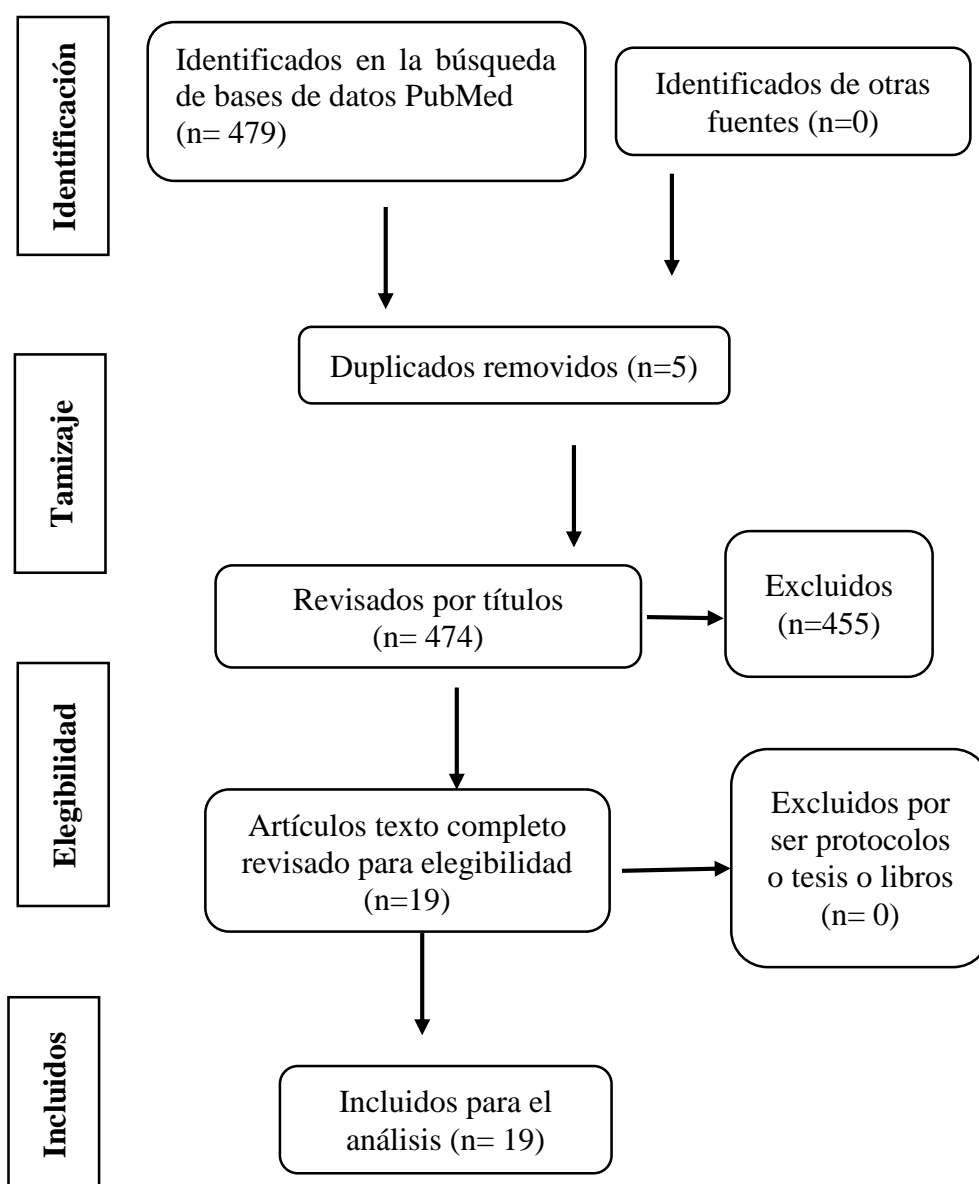 Identificación
Identificados en la búsqueda
de bases de datos PubMed
(n= 479)
Identificados de otras
fuentes (n=0)
Tamizaje
Duplicados removidos (n=5)
Revisados por títulos
(n= 474)
Excluidos
(n=455)
Elegibilidad
Artículos texto completo
revisado para elegibilidad
(n=19)
Excluidos por
ser protocolos
o tesis o libros
(n= 0)
Incluidos
Incluidos para el
análisis (n= 19)